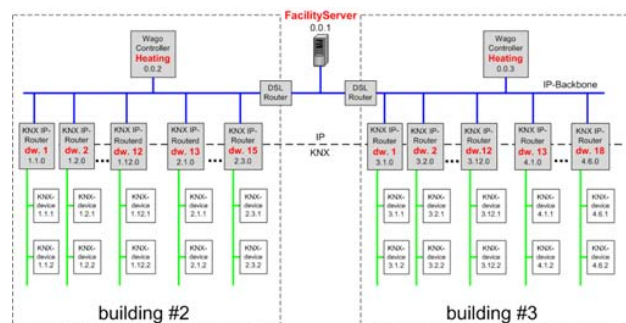 FacilityServer
0.0.1
Wago
Controller
Heating
0.0.2
Wago
Controller
Heating
0.0.3
DSL
Router
DSL
Router
IP-Backbone
KNX IP-
Router
dw. 1
1.1.0
KNX IP-
Router
dw. 2
1.2.0
KNX IP-
Routerd
dw. 12
1.12.0
KNX IP-
Routerd
dw. 13
2.1.0
KNX IP-
Router
dw. 15
2.3.0
IP
KNX
KNX IP-
Router
dw. 1
3.1.0
KNX IP-
Router
dw. 2
3.2.0
KNX IP-
Router
dw.12
3.12.0
KNX IP-
Router
dw. 13
4.1.0
KNX IP-
Router
dw. 18
4.6.0
...
...
...
...
KNX-
device
1.1.1
KNX-
device
1.2.1
KNX-
device
1.12.1
KNX-
device
2.1.1
KNX-
device
2.3.1
KNX-
device
3.1.1
KNX-
device
3.2.1
KNX-
device
3.12.1
KNX-
device
4.1.1
KNX-
device
4.6.1
KNX-
device
1.1.2
KNX-
device
1.2.2
KNX-
device
1.12.2
KNX-
device
2.1.2
KNX-
device
2.3.2
KNX-
device
3.1.2
KNX-
device
3.2.2
KNX-
device
3.12.2
KNX-
device
4.1.2
KNX-
device
4.6.2
building #2
building #3